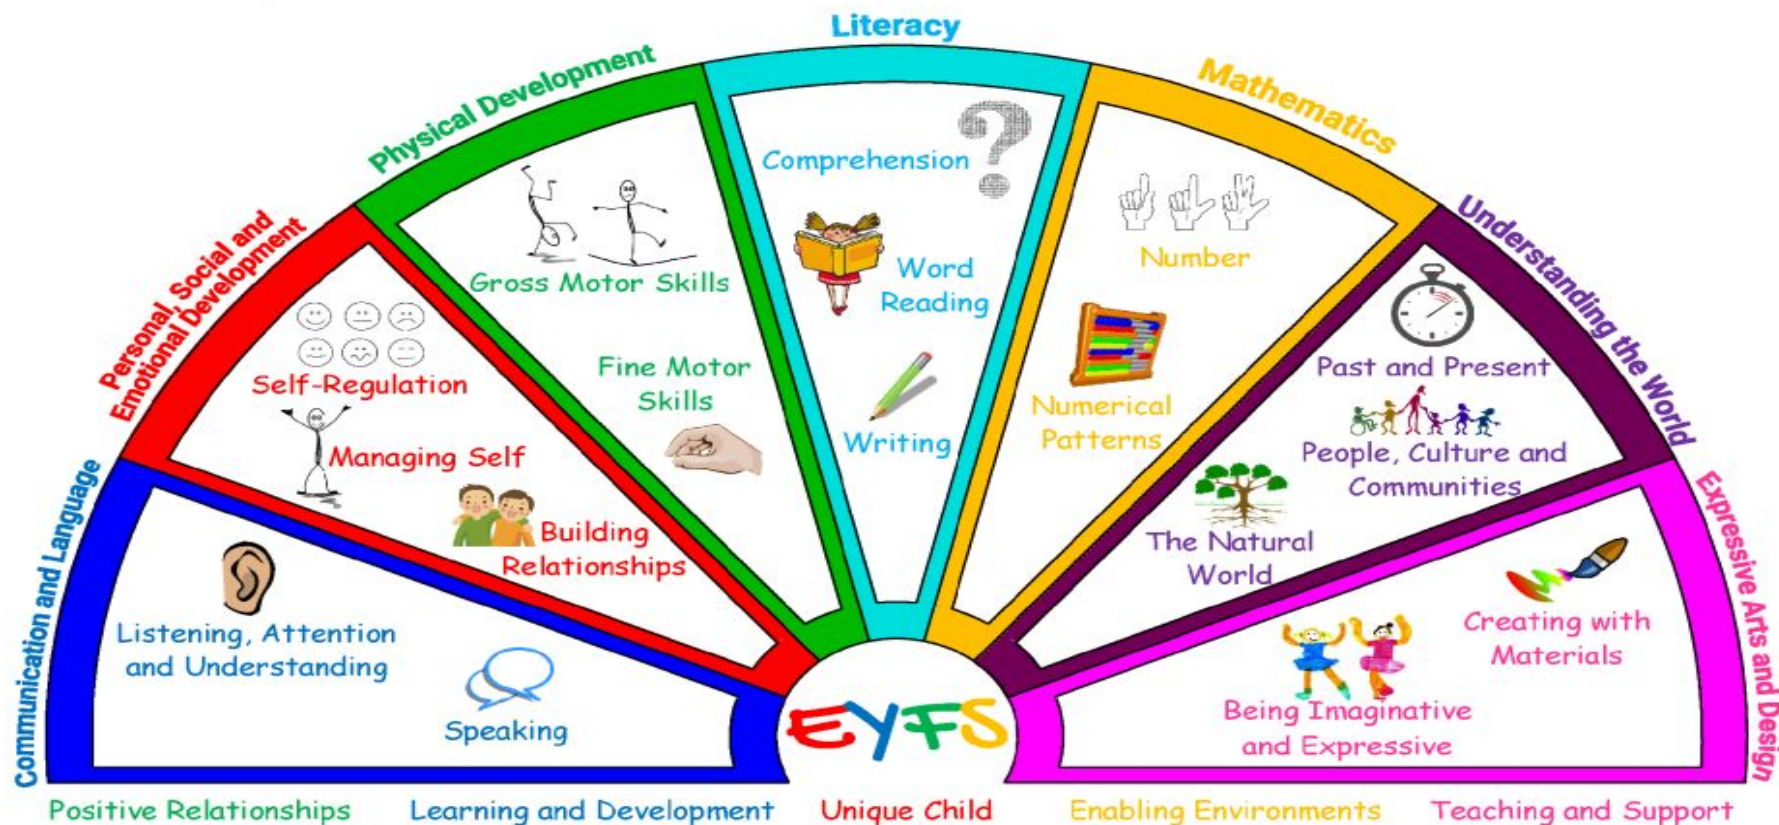 Communication and Language
Listening, Attention
and Understanding
Speaking
Personal, Social and
Emotional Development
Self-Regulation
Managing Self
Building
Relationships
Physical Development
Gross Motor Skills
Fine Motor
Skills
Literacy
Comprehension
?
Word
Reading
Writing
Mathematics
Number
Numerical
Patterns
Understanding the World
Past and Present
People, Culture and
Communities
The Natural
World
Expressive Arts and Design
Creating with
Materials
Being Imaginative
and Expressive
EYFS
Positive Relationships
Learning and Development
Unique Child
Enabling Environments
Teaching and Support